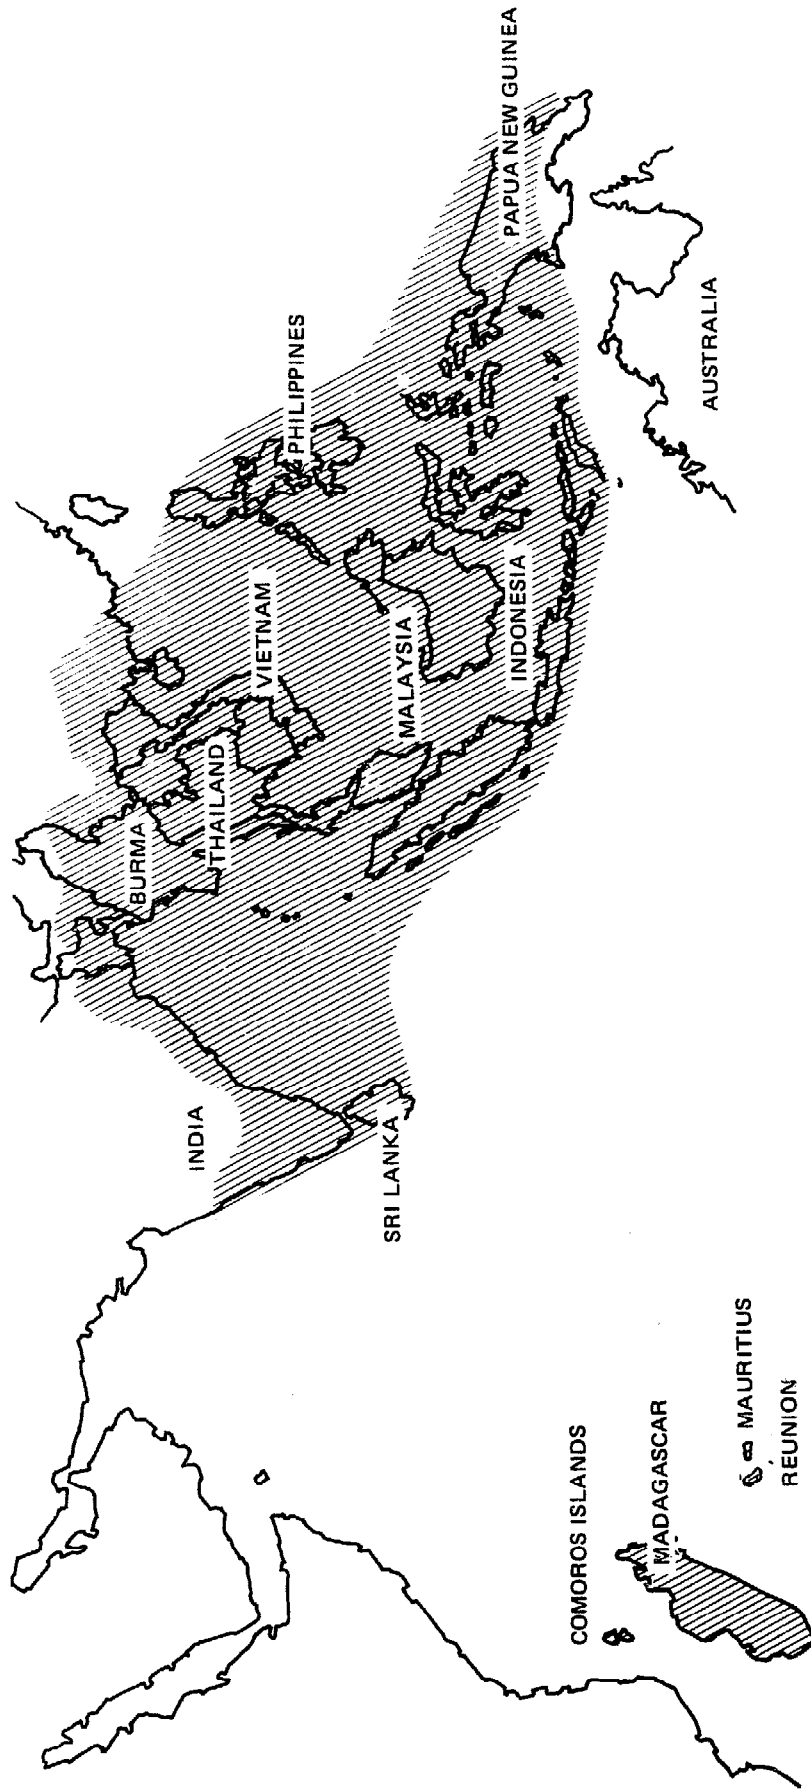 INDIA
SRI LANKA
BURMA
THAILAND
VIETNAM
PHILIPPINES
MALAYSIA
INDONESIA
PAPUA NEW GUINEA
AUSTRALIA
COMOROS ISLANDS
MADAGASCAR
MAURITIUS
RÉUNION